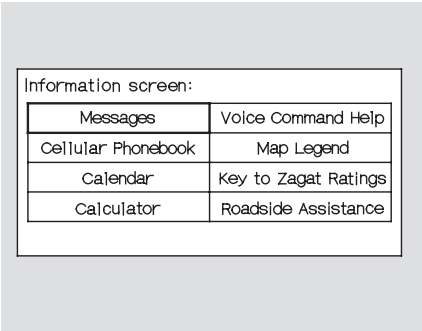 Information screen:
Messages Voice Command Help
Cellular Phonebook Map Legend
Calendar Key to Zagat Ratings
Calculator Roadside Assistance